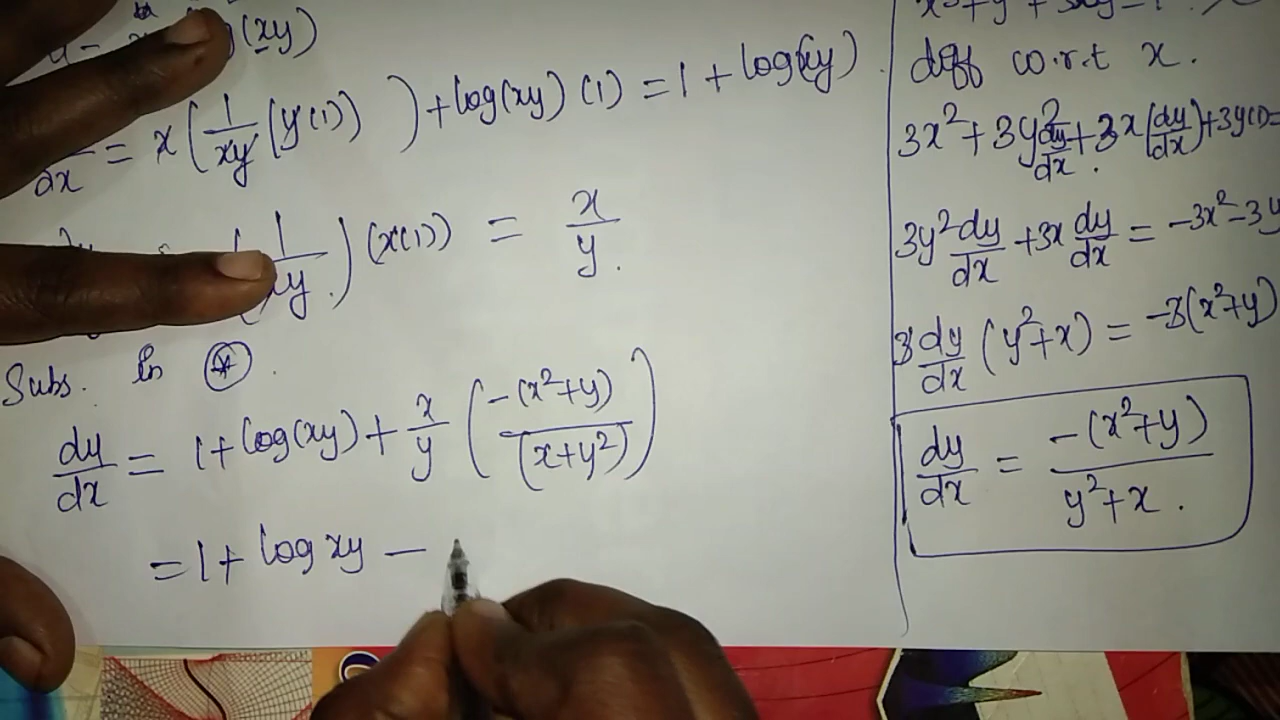 (xy)
dx = x(1/xy (y(1))) + log(xy) (1) = 1 + log(xy)
(1/xy) (x(1)) = x/y.
Subs. in (*).
dy/dx = 1 + log(xy) + x/y (-(x²+y)/(x+y²))
= 1 + log xy —
diff w.r.t x.
3x² + 3y² dy/dx + 3x(dy/dx) + 3y(1) =
3y² dy/dx + 3x dy/dx = -3x² - 3y
3 dy/dx (y²+x) = -3(x²+y)
dy/dx = -(x²+y)/y²+x.